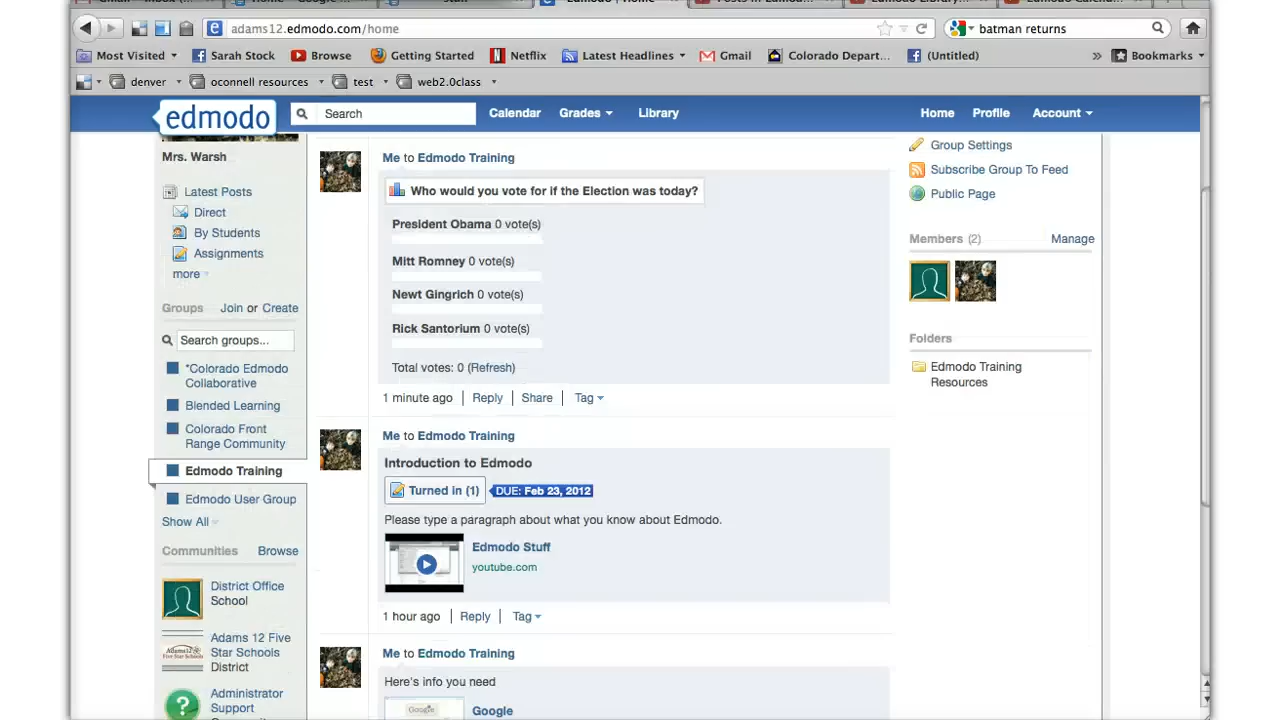 adams12.edmodo.com/home
batman returns
Most Visited
Sarah Stock
Browse
Getting Started
Netflix
Latest Headlines
Gmail
Colorado Depart...
(Untitled)
»
Bookmarks
denver
oconnell resources
test
web2.0class
edmodo
Search
Calendar
Grades
Library
Home
Profile
Account
Mrs. Warsh
Latest Posts
Direct
By Students
Assignments
more
Groups Join or Create
Search groups...
*Colorado Edmodo
Collaborative
Blended Learning
Colorado Front
Range Community
Edmodo Training
Edmodo User Group
Show All
Communities Browse
District Office
School
Adams 12 Five
Star Schools
District
Administrator
Support
Me to Edmodo Training
Who would you vote for if the Election was today?
President Obama 0 vote(s)
Mitt Romney 0 vote(s)
Newt Gingrich 0 vote(s)
Rick Santorium 0 vote(s)
Total votes: 0 (Refresh)
1 minute ago | Reply | Share | Tag
Me to Edmodo Training
Introduction to Edmodo
Turned in (1) DUE: Feb 23, 2012
Please type a paragraph about what you know about Edmodo.
Edmodo Stuff
youtube.com
1 hour ago | Reply | Tag
Me to Edmodo Training
Here's info you need
Google
Google
Group Settings
Subscribe Group To Feed
Public Page
Members (2) Manage
Folders
Edmodo Training
Resources